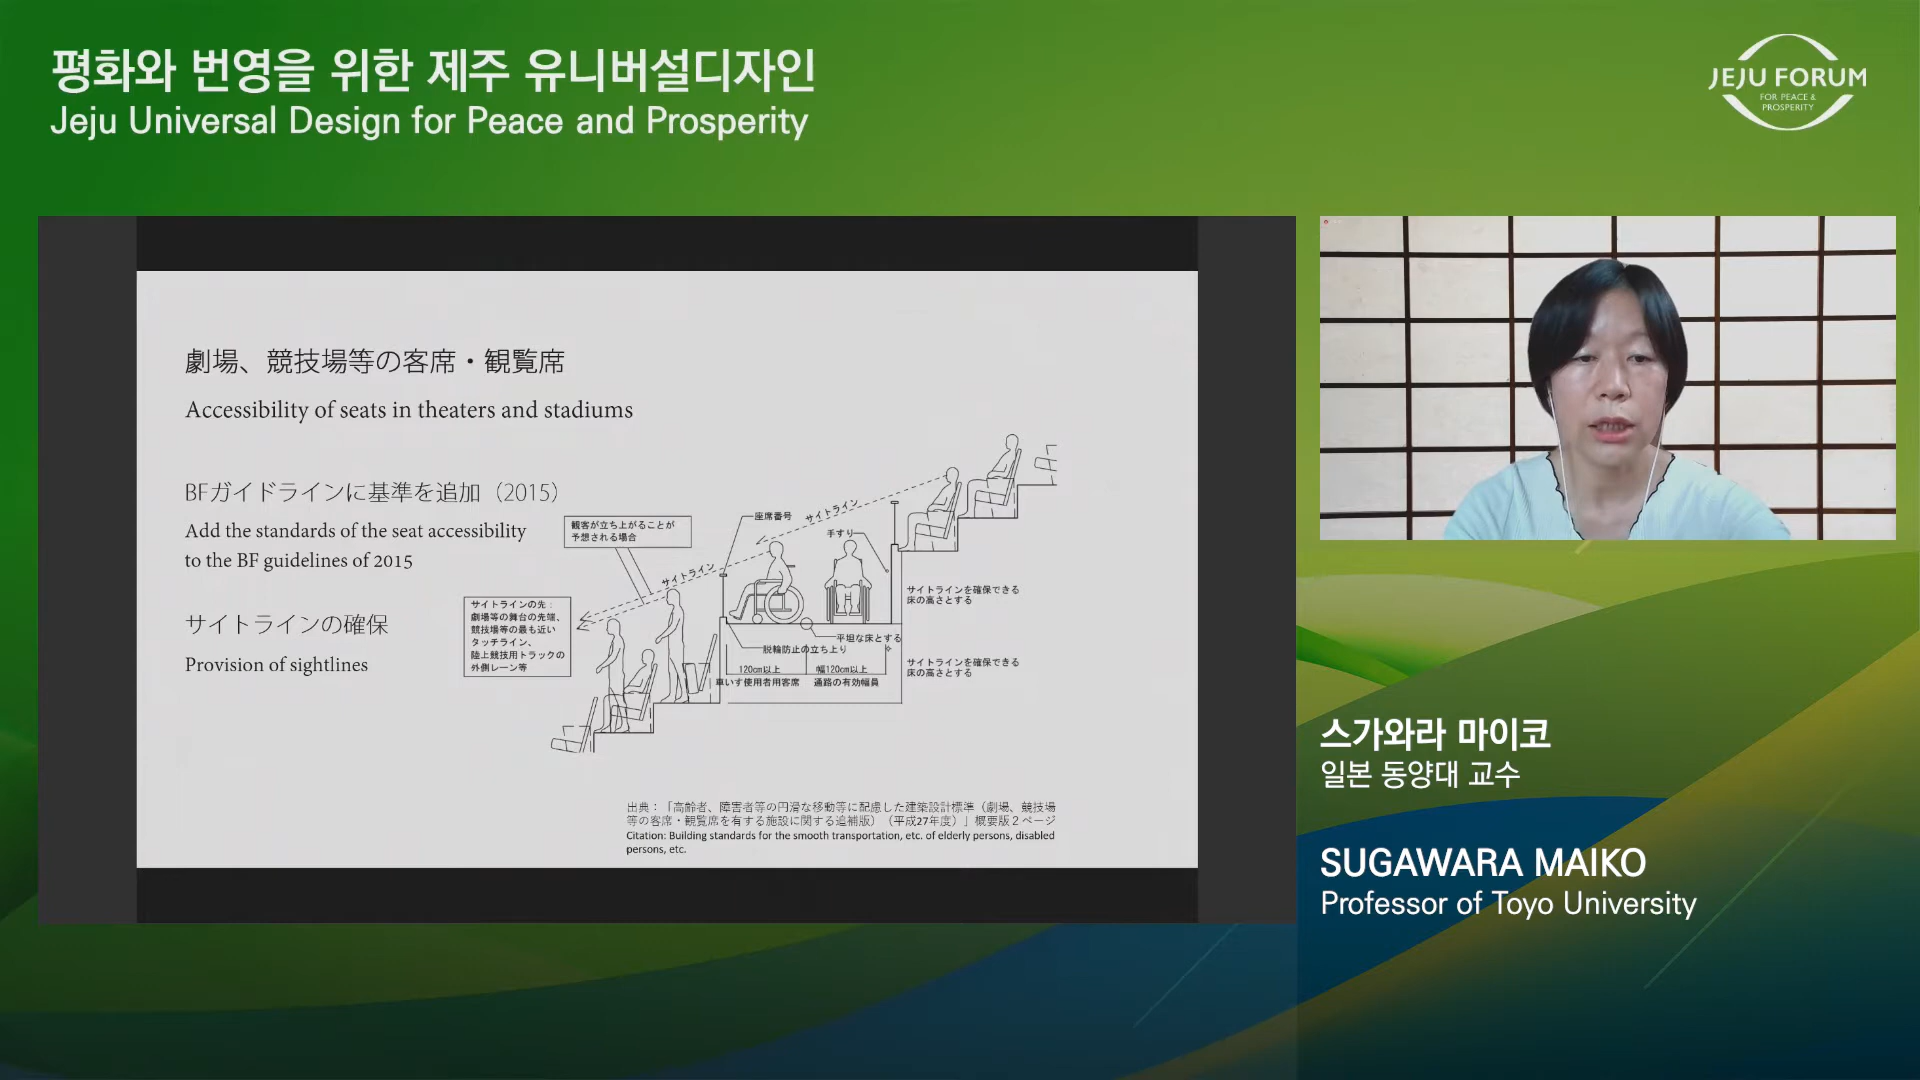 평화와 번영을 위한 제주 유니버설디자인
Jeju Universal Design for Peace and Prosperity
JEJU FORUM
FOR PEACE &
PROSPERITY
劇場、競技場等の客席・観覧席
Accessibility of seats in theaters and stadiums
BFガイドラインに基準を追加（2015）
Add the standards of the seat accessibility
to the BF guidelines of 2015
サイトラインの確保
Provision of sightlines
観客が立ち上がることが
予想される場合
座席番号
サイトライン
手すり
サイトライン
サイトラインの先：
劇場等の舞台の先端、
競技場等の最も近い
タッチライン、
陸上競技用トラックの
外側レーン等
サイトラインを確保できる
床の高さとする
平坦な床とする
脱輪防止の立ち上り
120cm以上
幅120cm以上
車いす使用者用客席
通路の有効幅員
サイトラインを確保できる
床の高さとする
出典：「高齢者、障害者等の円滑な移動等に配慮した建築設計標準（劇場、競技場
等の客席・観覧席を有する施設に関する追補版）（平成27年度）」概要版２ページ
Citation: Building standards for the smooth transportation, etc. of elderly persons, disabled
persons, etc.
스가와라 마이코
일본 동양대 교수
SUGAWARA MAIKO
Professor of Toyo University